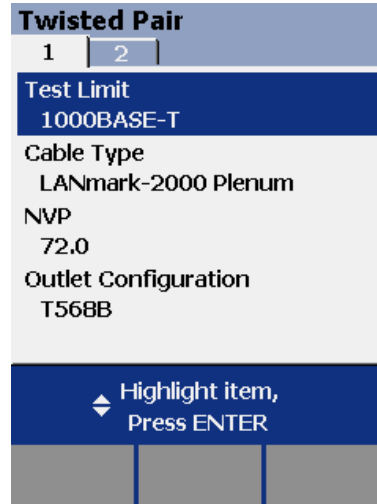 Twisted Pair
1 2
Test Limit
1000BASE-T
Cable Type
LANmark-2000 Plenum
NVP
72.0
Outlet Configuration
T568B
Highlight item,
Press ENTER